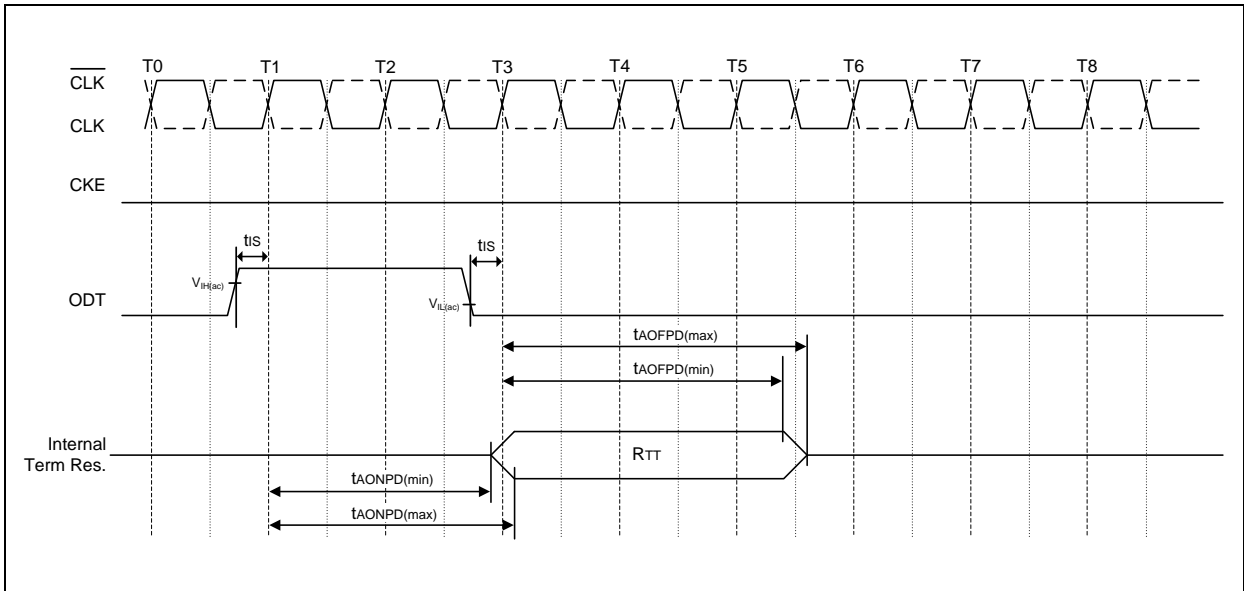 T0 T1 T2 T3 T4 T5 T6 T7 T8
CLK
CLK
CKE
tIS
tIS
VIH(ac)
ODT
VIL(ac)
tAOFPD(max)
tAOFPD(min)
Internal
Term Res.
RTT
tAONPD(min)
tAONPD(max)